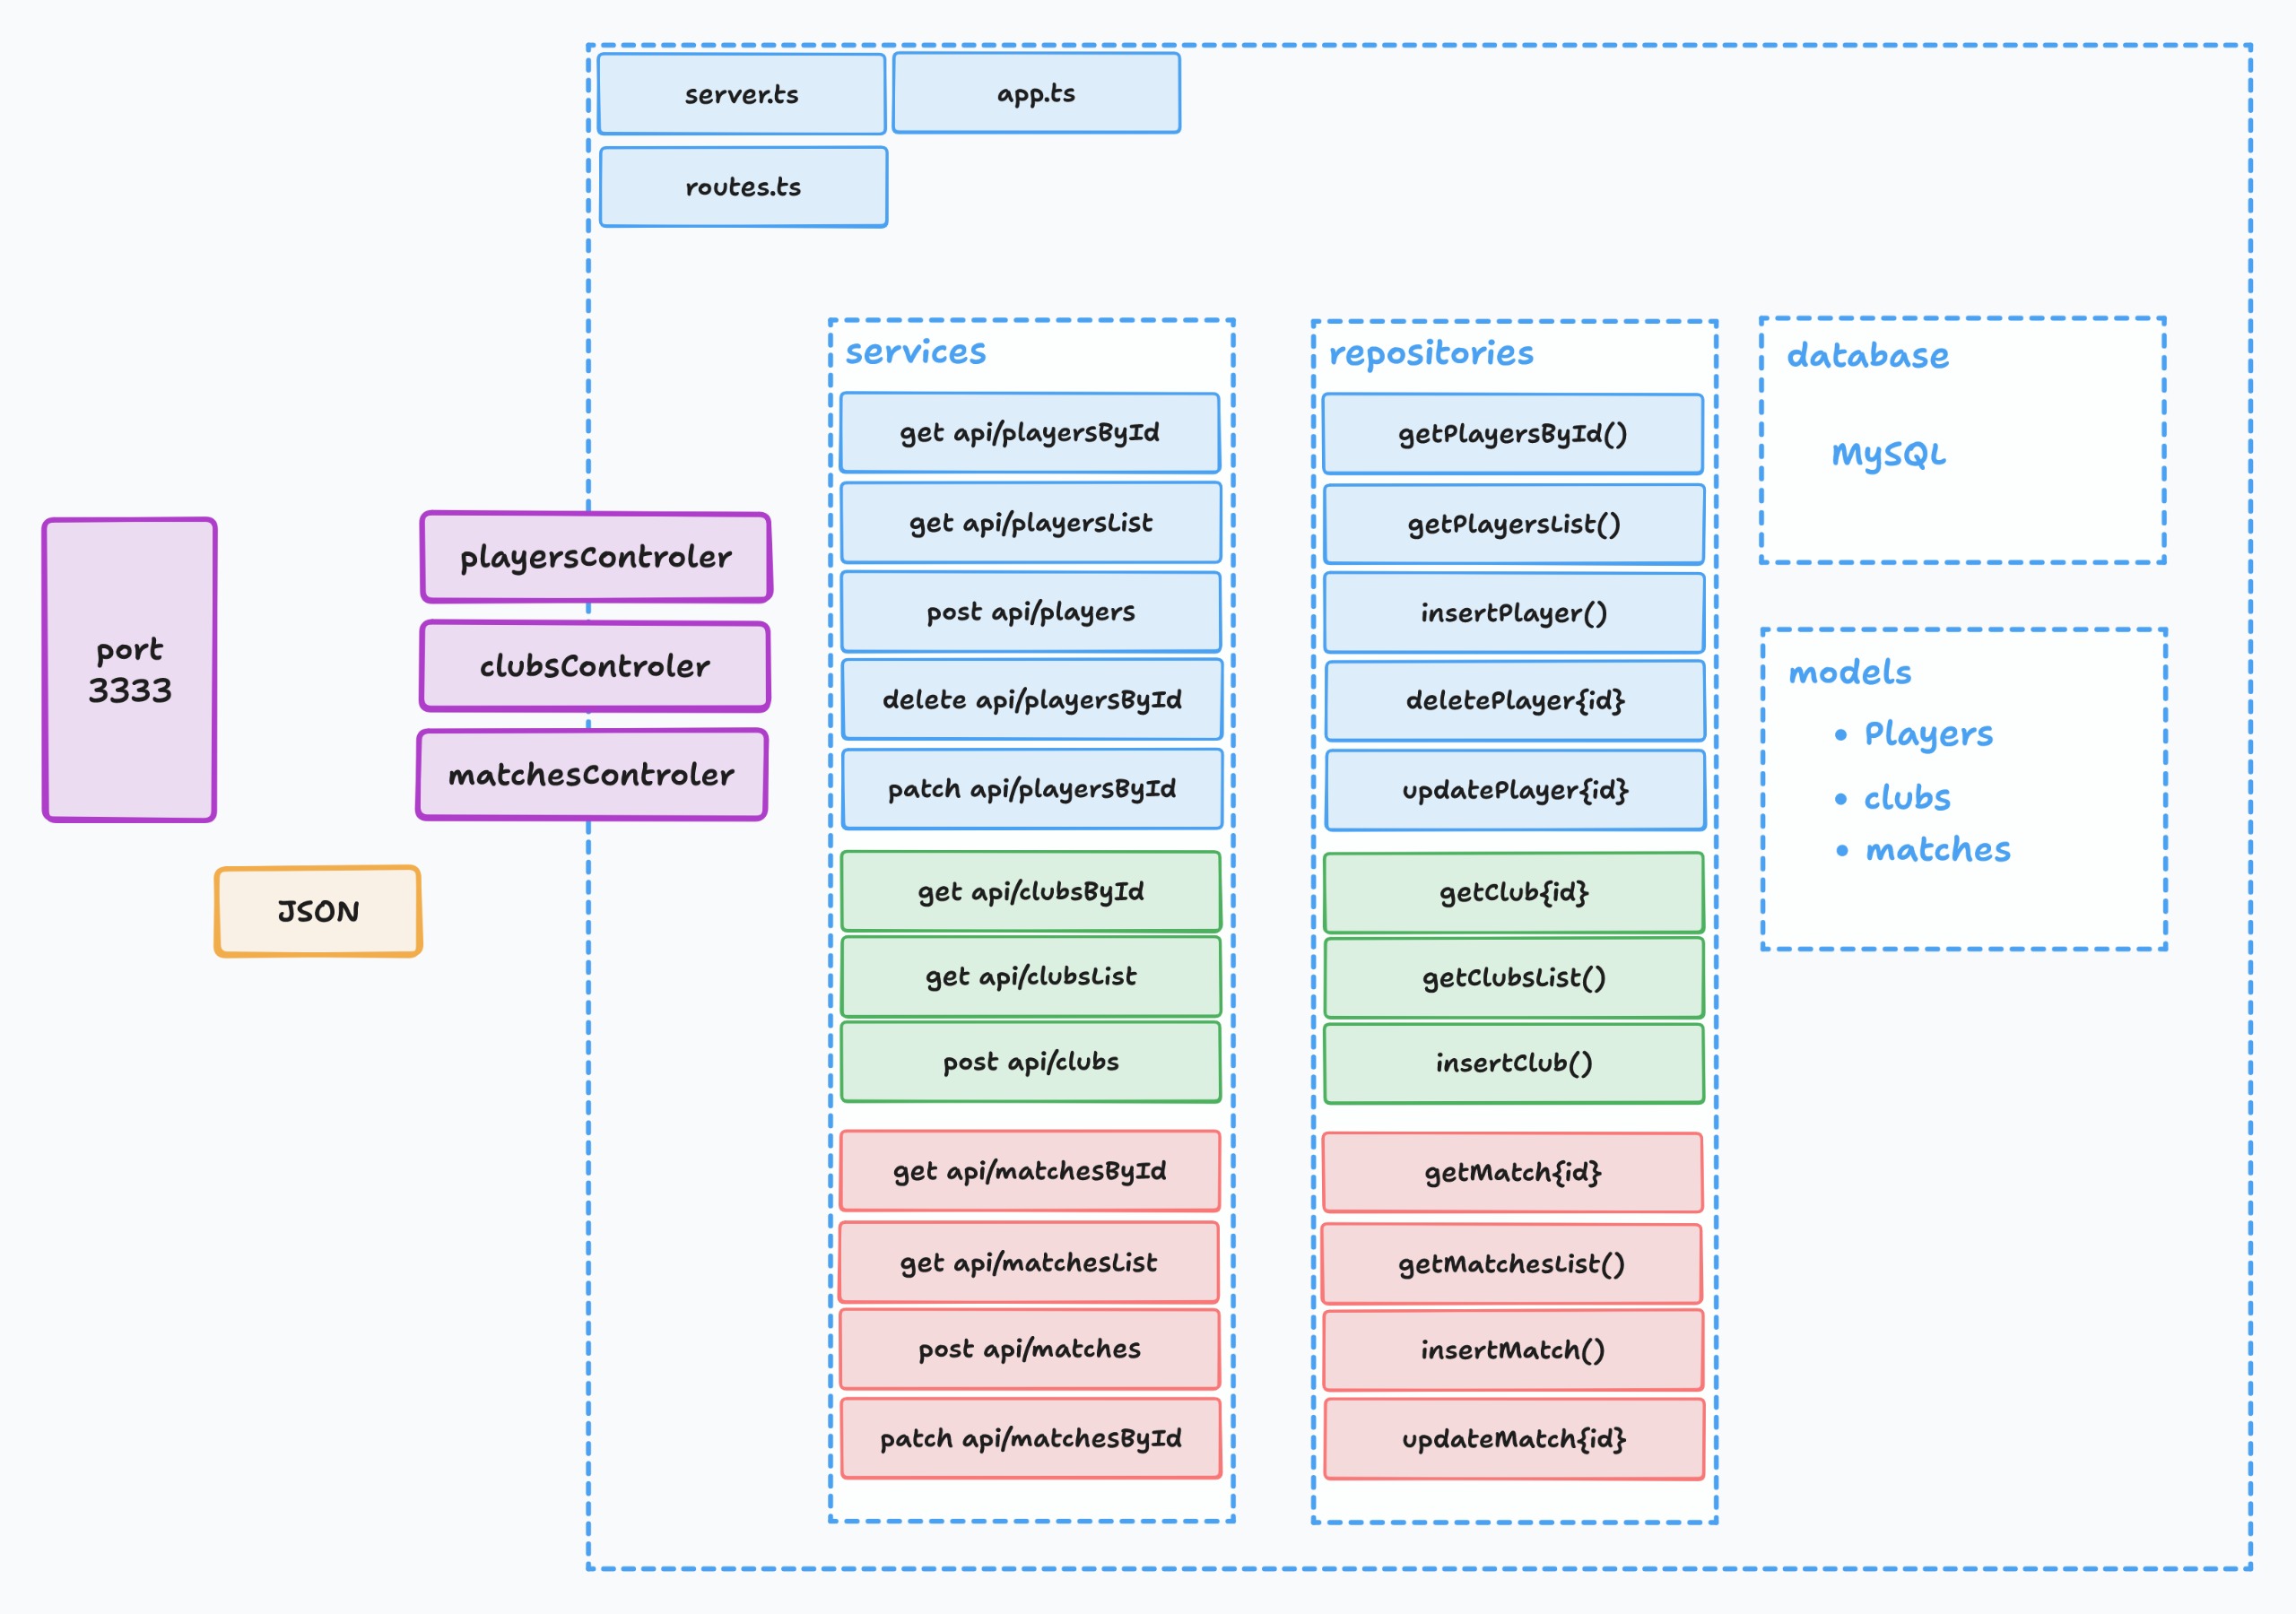 server.ts
app.ts
routes.ts
port
3333
JSON
playersControler
clubsControler
matchesControler
services
get api/playersById
get api/playersList
post api/players
delete api/playersById
patch api/playersById
get api/clubsById
get api/clubsList
post api/clubs
get api/matchesById
get api/matchesList
post api/matches
patch api/matchesById
repositories
getPlayersById()
getPlayersList()
insertPlayer()
deletePlayer{id}
updatePlayer{id}
getClub{id}
getClubsList()
insertClub()
getMatch{id}
getMatchesList()
insertMatch()
updateMatch{id}
database
MySQL
models
• Players
• clubs
• matches